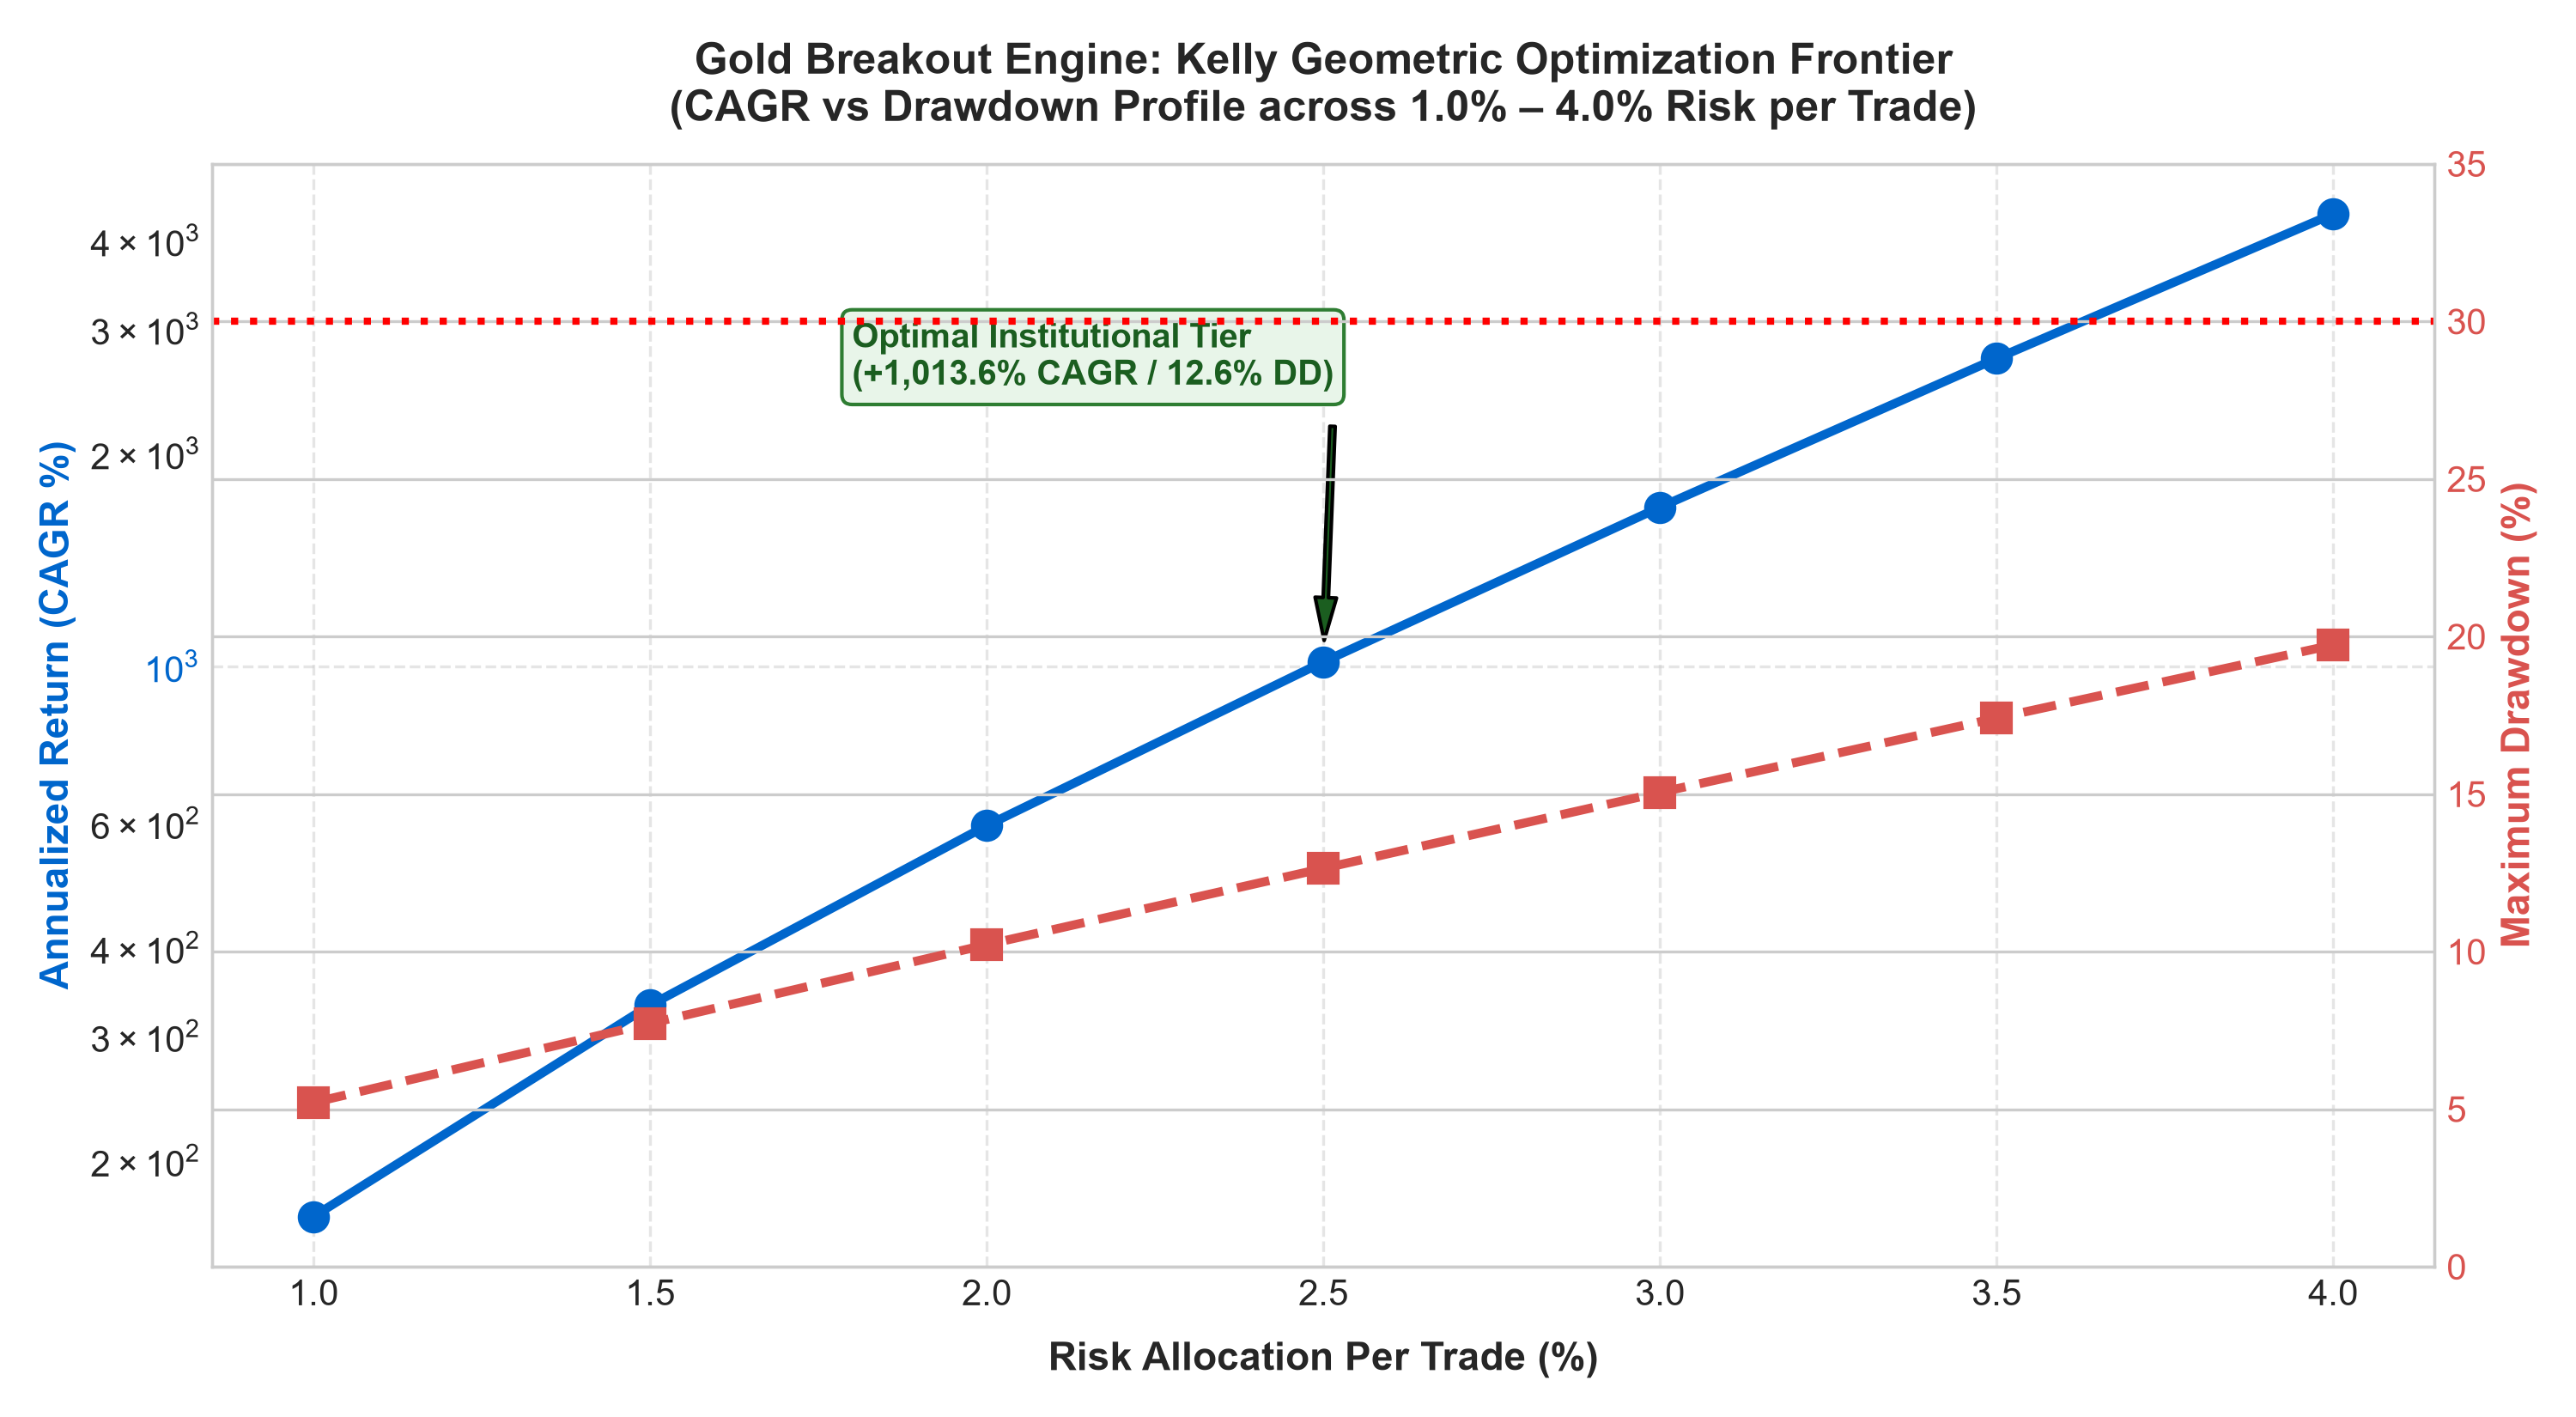 Gold Breakout Engine: Kelly Geometric Optimization Frontier
(CAGR vs Drawdown Profile across 1.0% – 4.0% Risk per Trade)
Annualized Return (CAGR %)
4 × 10³
3 × 10³
2 × 10³
10³
6 × 10²
4 × 10²
3 × 10²
2 × 10²
Optimal Institutional Tier
(+1,013.6% CAGR / 12.6% DD)
35
30
25
20
15
10
5
0
Maximum Drawdown (%)
1.0 1.5 2.0 2.5 3.0 3.5 4.0
Risk Allocation Per Trade (%)